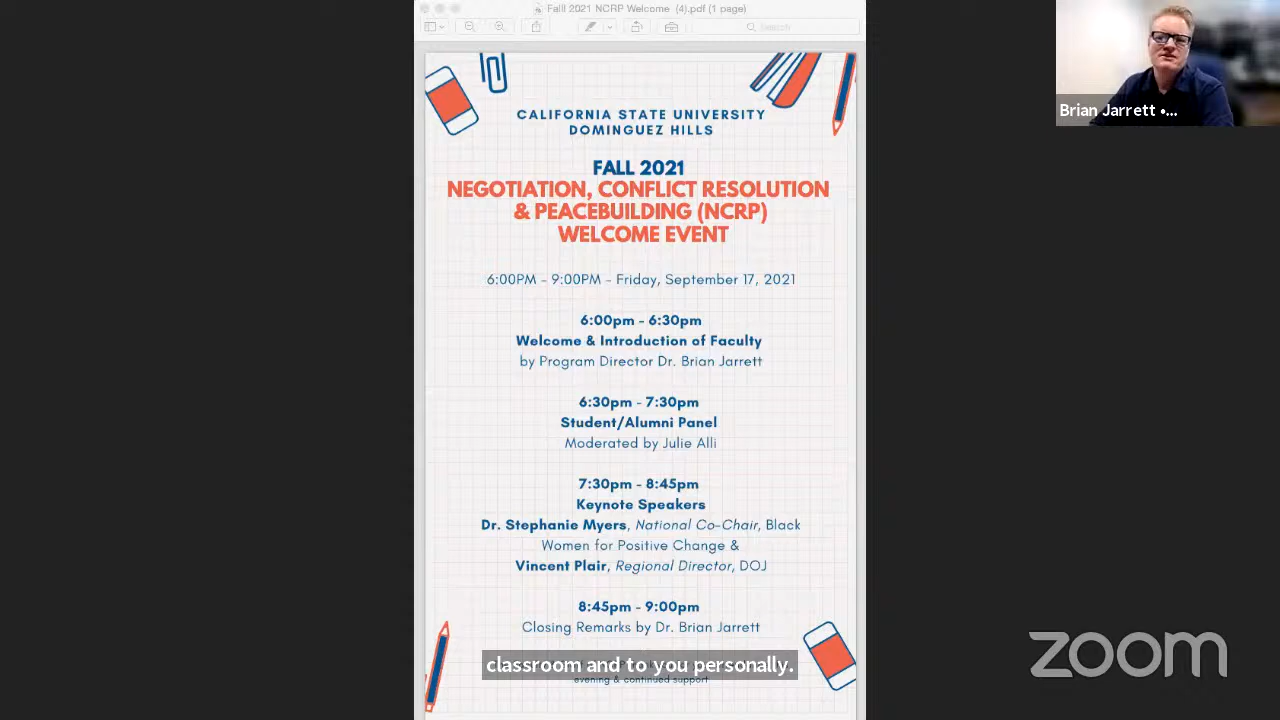 Falll 2021 NCRP Welcome (4).pdf (1 page)
Search
CALIFORNIA STATE UNIVERSITY
DOMINGUEZ HILLS
FALL 2021
NEGOTIATION, CONFLICT RESOLUTION
& PEACEBUILDING (NCRP)
WELCOME EVENT
6:00PM - 9:00PM - Friday, September 17, 2021
6:00pm - 6:30pm
Welcome & Introduction of Faculty
by Program Director Dr. Brian Jarrett
6:30pm - 7:30pm
Student/Alumni Panel
Moderated by Julie Alli
7:30pm - 8:45pm
Keynote Speakers
Dr. Stephanie Myers, National Co-Chair, Black
Women for Positive Change &
Vincent Plair, Regional Director, DOJ
8:45pm - 9:00pm
Closing Remarks by Dr. Brian Jarrett
classroom and to you personally.
evening & continued support
Brian Jarrett •...
zoom